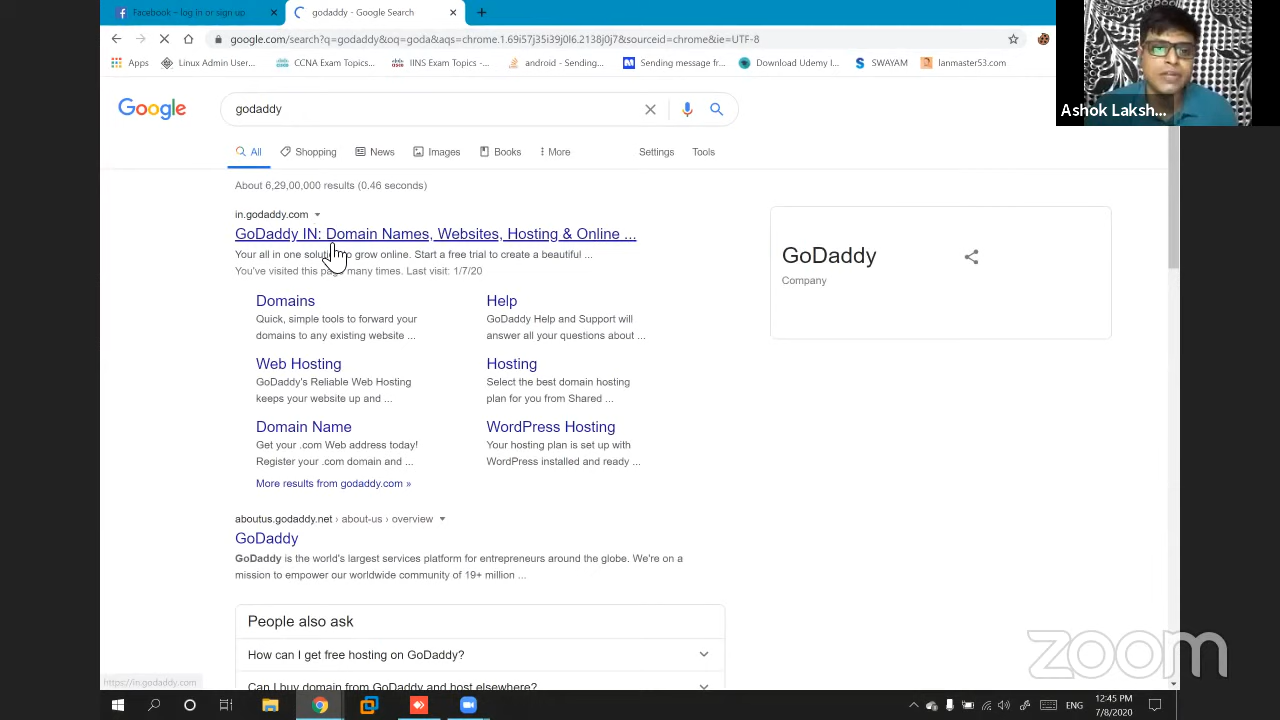 Facebook – log in or sign up
godaddy - Google Search
google.com/search?q=godaddy&oq=goda&aqs=chrome.1.69i57j35i39j0l6.2138j0j7&sourceid=chrome&ie=UTF-8
Apps
Linux Admin User...
CCNA Exam Topics...
IINS Exam Topics -...
android - Sending...
Sending message fr...
Download Udemy I...
SWAYAM
lanmaster53.com
Ashok Laksh...
Google
godaddy
All
Shopping
News
Images
Books
More
Settings
Tools
About 6,29,00,000 results (0.46 seconds)
in.godaddy.com
GoDaddy IN: Domain Names, Websites, Hosting & Online ...
Your all in one solution to grow online. Start a free trial to create a beautiful ...
You've visited this page many times. Last visit: 1/7/20
Domains
Quick, simple tools to forward your
domains to any existing website ...
Help
GoDaddy Help and Support will
answer all your questions about ...
Web Hosting
GoDaddy's Reliable Web Hosting
keeps your website up and ...
Hosting
Select the best domain hosting
plan for you from Shared ...
Domain Name
Get your .com Web address today!
Register your .com domain and ...
WordPress Hosting
Your hosting plan is set up with
WordPress installed and ready ...
More results from godaddy.com »
GoDaddy
Company
aboutus.godaddy.net › about-us › overview
GoDaddy
GoDaddy is the world's largest services platform for entrepreneurs around the globe. We're on a
mission to empower our worldwide community of 19+ million ...
People also ask
How can I get free hosting on GoDaddy?
Can I buy domain from GoDaddy and host elsewhere?
https://in.godaddy.com
zoom
ENG
12:45 PM
7/8/2020